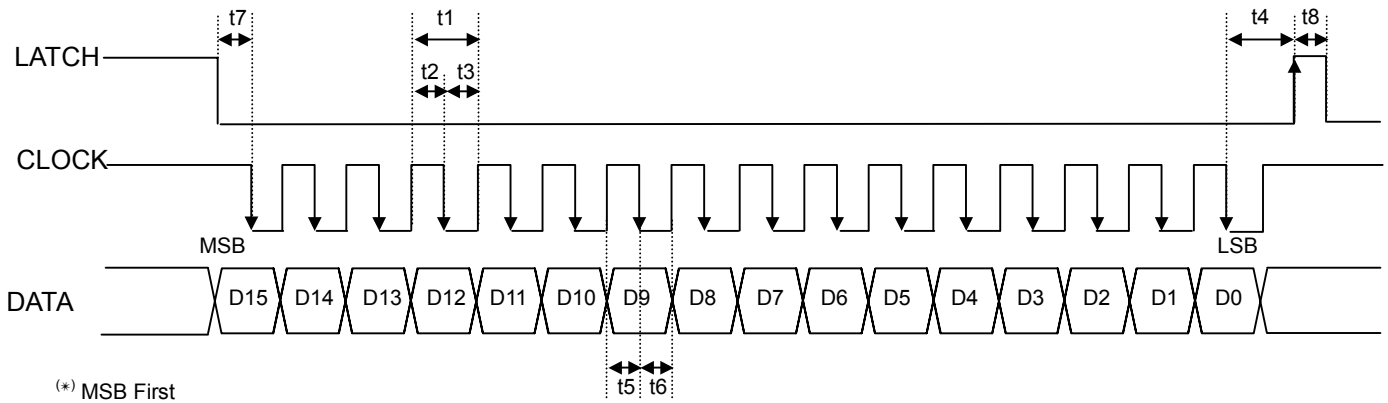 t7 t1 t4 t8
LATCH
t2 t3
CLOCK
MSB LSB
DATA D15 D14 D13 D12 D11 D10 D9 D8 D7 D6 D5 D4 D3 D2 D1 D0
t5 t6
(*) MSB First